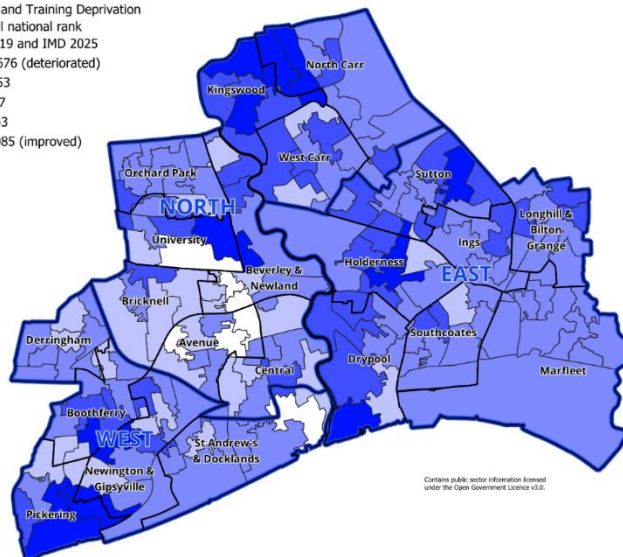 and Training Deprivation
l national rank
19 and IMD 2025
576 (deteriorated)
53
7
53
085 (improved)
North Carr
Kingswood
West Carr
Orchard Park
Sutton
NORTH
Longhill &
Bilton
Grange
University
Ings
Holderness
EAST
Beverley &
Newland
Bricknell
Derringham
Avenue
Southcoates
Drypool
Central
Marfleet
Boothferry
WEST
St Andrew's
& Docklands
Newington &
Gipsyville
Pickering
Contains public sector information licensed
under the Open Government Licence v3.0.